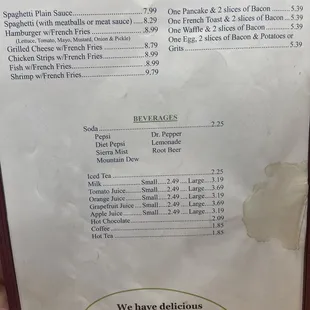 Spaghetti Plain Sauce 7.99
Spaghetti (with meatballs or meat sauce) 8.29
Hamburger w/French Fries 8.99
(Lettuce, Tomato, Mayo, Mustard, Onion & Pickle)
Grilled Cheese w/French Fries 8.79
Chicken Strips w/French Fries 8.99
Fish w/French Fries 8.99
Shrimp w/French Fries 9.79
One Pancake & 2 slices of Bacon 5.39
One French Toast & 2 slices of Bacon 5.39
One Waffle & 2 slices of Bacon 5.39
One Egg, 2 slices of Bacon & Potatoes or
Grits 5.39
BEVERAGES
Soda 2.25
Pepsi Dr. Pepper
Diet Pepsi Lemonade
Sierra Mist Root Beer
Mountain Dew
Iced Tea 2.25
Milk Small 2.49 Large 3.19
Tomato Juice Small 2.49 Large 3.69
Orange Juice Small 2.49 Large 3.19
Grapefruit Juice Small 2.49 Large 3.69
Apple Juice Small 2.49 Large 3.19
Hot Chocolate 2.09
Coffee 1.85
Hot Tea 1.85
We have delicious